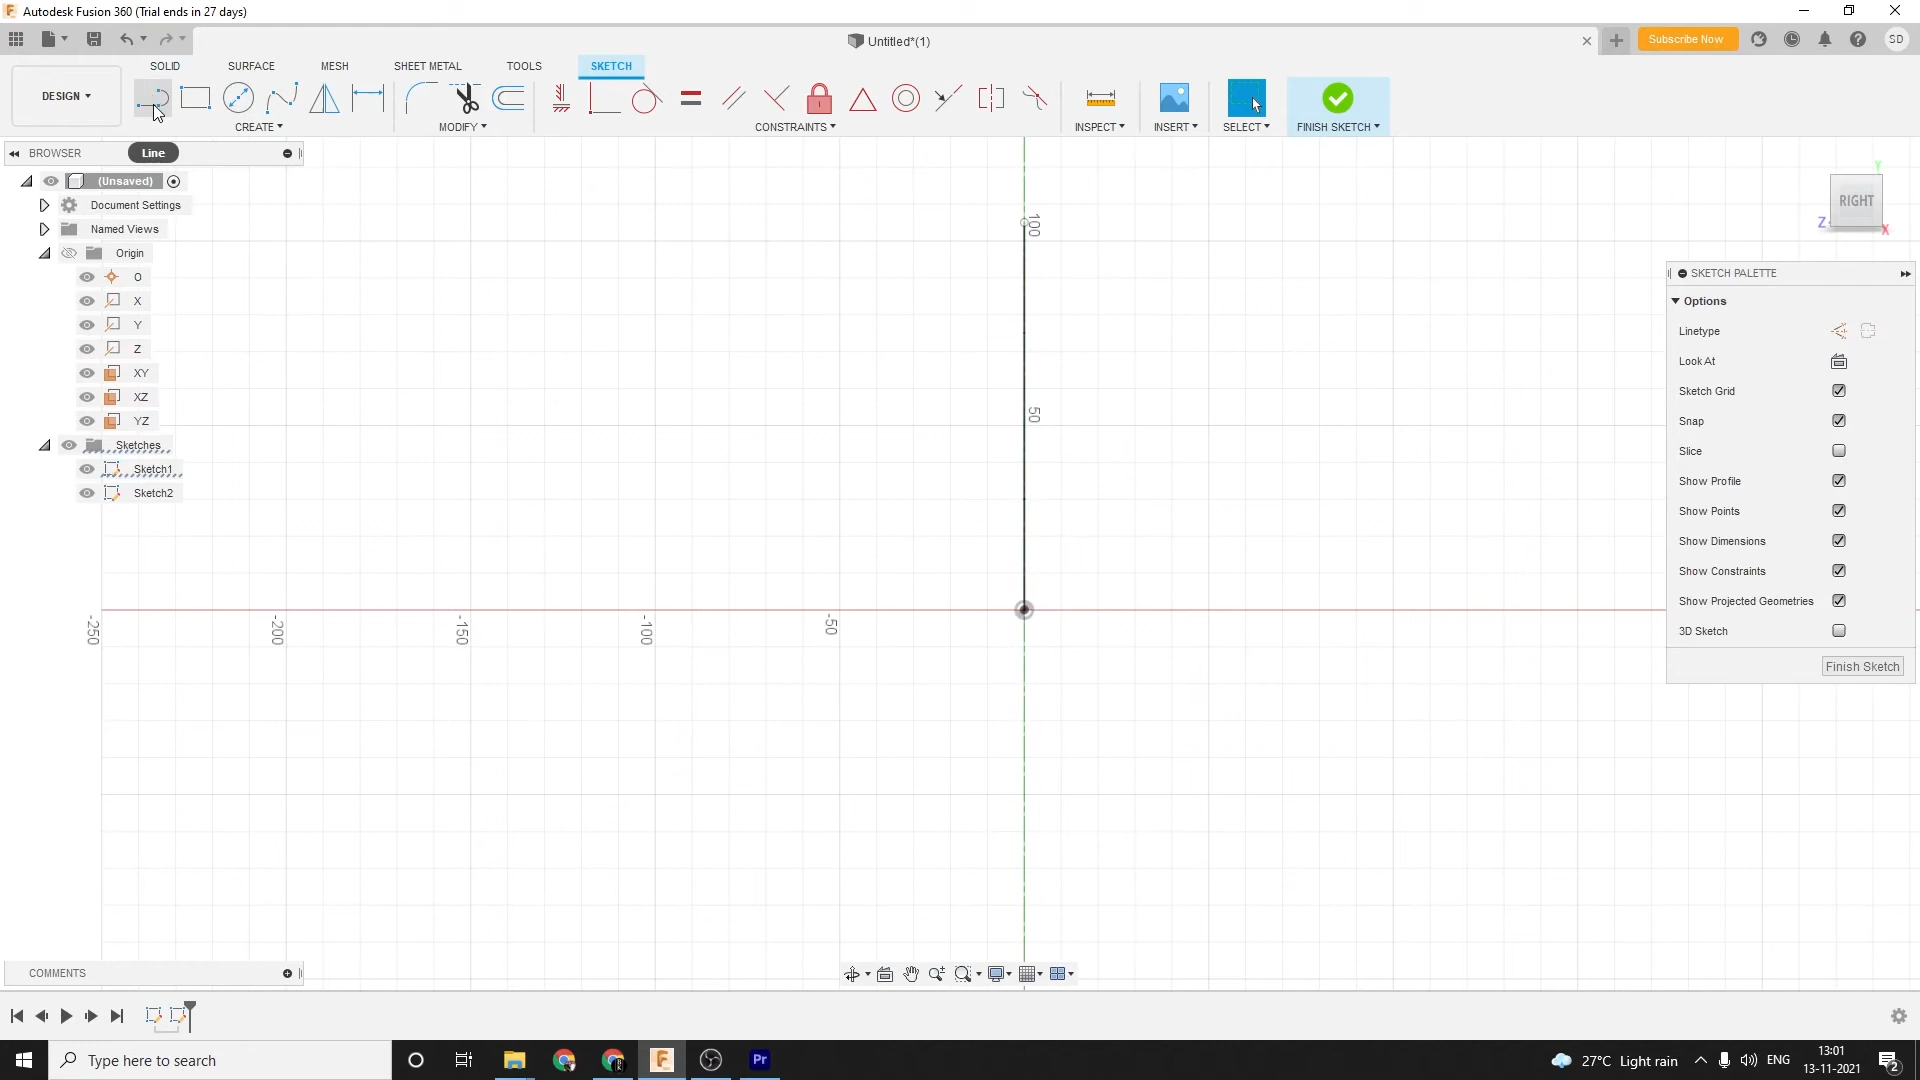 Autodesk Fusion 360 (Trial ends in 27 days)
Untitled*(1)
Subscribe Now
SD
DESIGN
SOLID
SURFACE
MESH
SHEET METAL
TOOLS
SKETCH
CREATE
MODIFY
CONSTRAINTS
INSPECT
INSERT
SELECT
FINISH SKETCH
BROWSER
Line
(Unsaved)
Document Settings
Named Views
Origin
O
X
Y
Z
XY
XZ
YZ
Sketches
Sketch1
Sketch2
100
50
-250
-200
-150
-100
-50
Y
RIGHT
Z
X
SKETCH PALETTE
Options
Linetype
Look At
Sketch Grid
Snap
Slice
Show Profile
Show Points
Show Dimensions
Show Constraints
Show Projected Geometries
3D Sketch
Finish Sketch
COMMENTS
Type here to search
Pr
27°C Light rain
ENG
13:01
13-11-2021
2